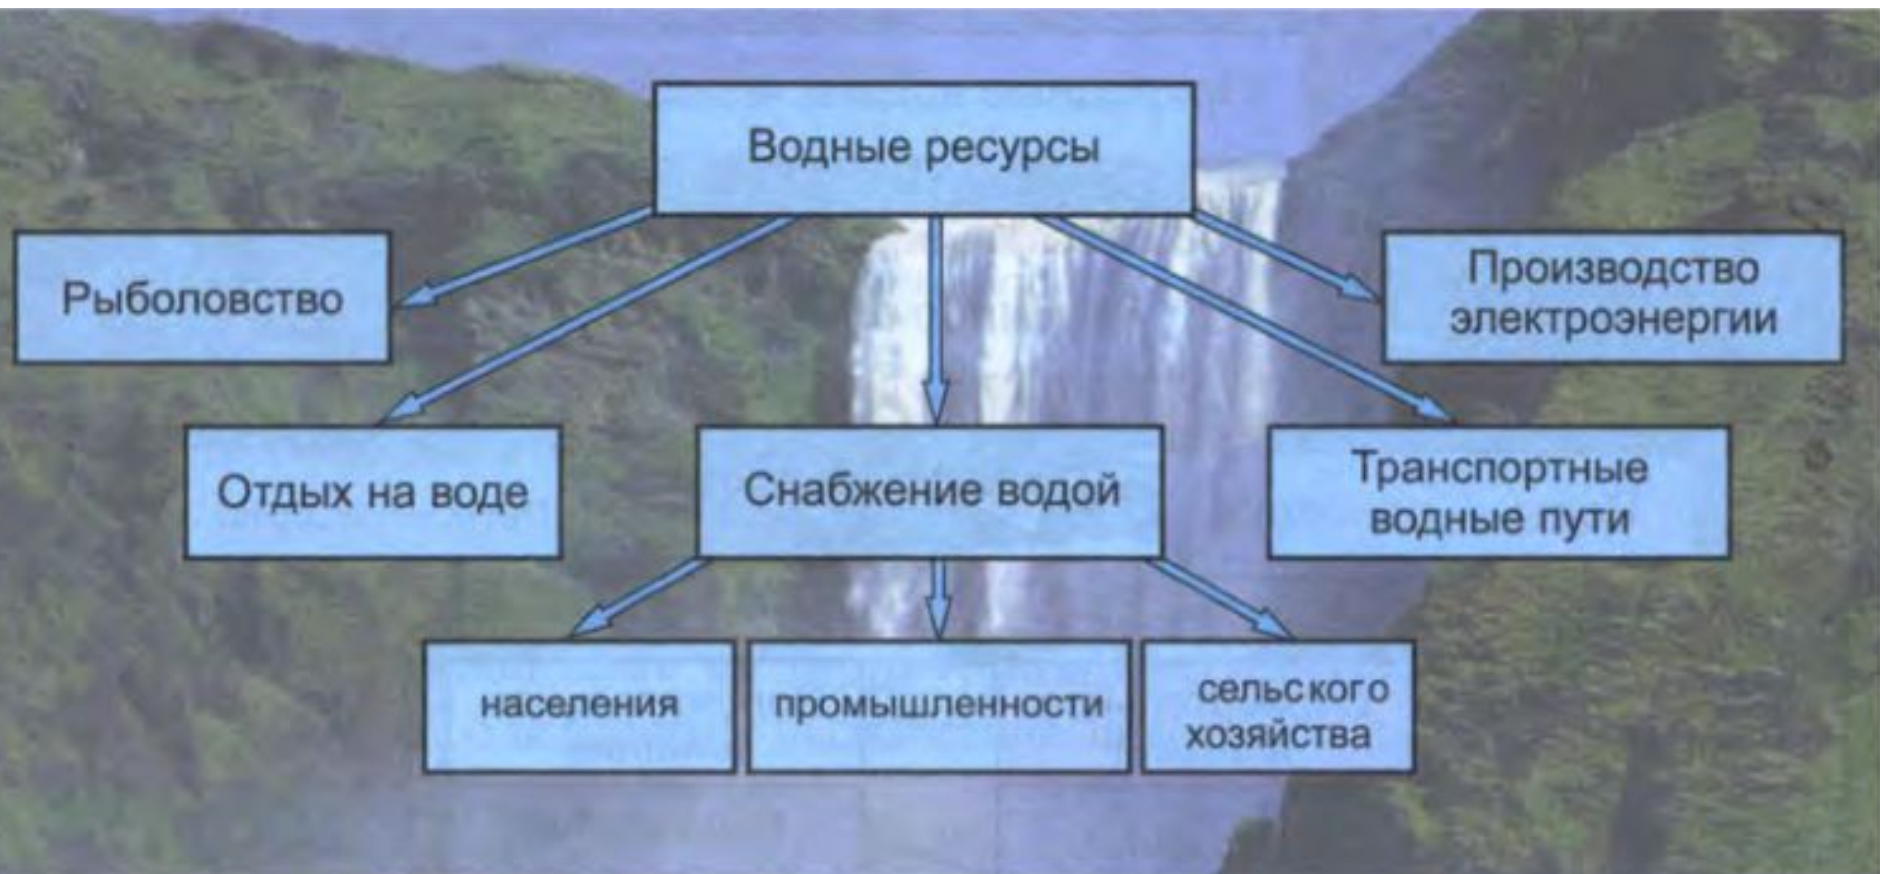 Водные ресурсы
Рыболовство
Производство
электроэнергии
Отдых на воде
Снабжение водой
Транспортные
водные пути
населения
промышленности
сельского
хозяйства